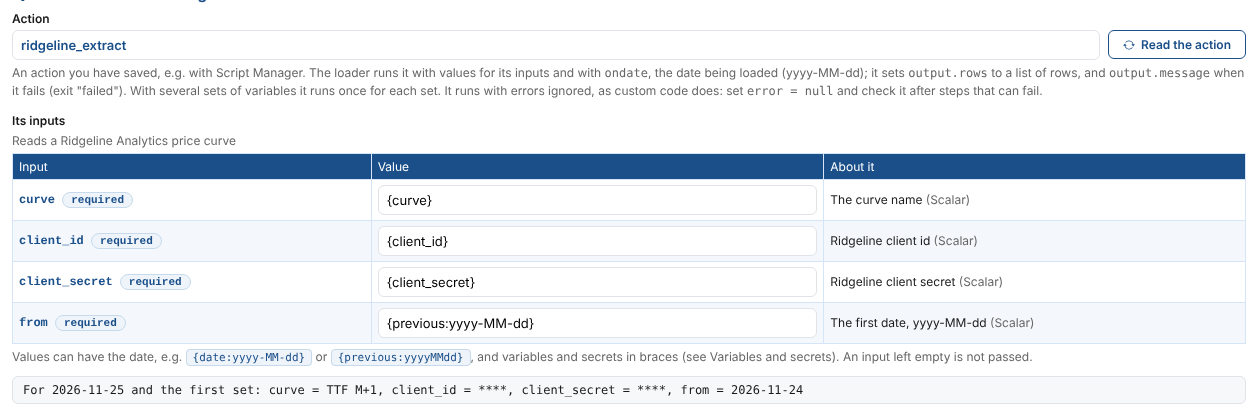 Action
ridgeline_extract
Read the action
An action you have saved, e.g. with Script Manager. The loader runs it with values for its inputs and with ondate, the date being loaded (yyyy-MM-dd); it sets output.rows to a list of rows, and output.message when
it fails (exit "failed"). With several sets of variables it runs once for each set. It runs with errors ignored, as custom code does: set error = null and check it after steps that can fail.
Its inputs
Reads a Ridgeline Analytics price curve
Input Value About it
curve required {curve} The curve name (Scalar)
client_id required {client_id} Ridgeline client id (Scalar)
client_secret required {client_secret} Ridgeline client secret (Scalar)
from required {previous:yyyy-MM-dd} The first date, yyyy-MM-dd (Scalar)
Values can have the date, e.g. {date:yyyy-MM-dd} or {previous:yyyyMMdd}, and variables and secrets in braces (see Variables and secrets). An input left empty is not passed.
For 2026-11-25 and the first set: curve = TTF M+1, client_id = ****, client_secret = ****, from = 2026-11-24